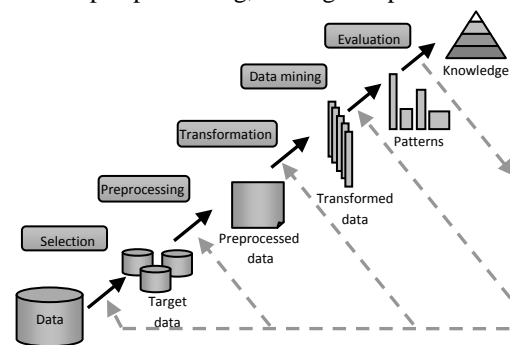 Evaluation
Knowledge
Data mining
Patterns
Transformation
Transformed
data
Preprocessing
Preprocessed
data
Selection
Target
data
Data